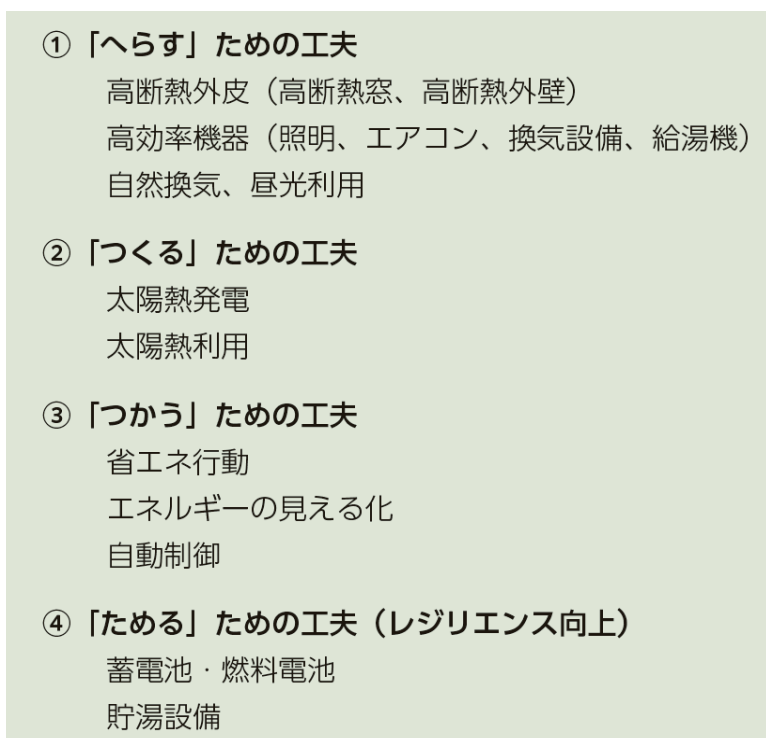 ①「へらす」ための工夫
高断熱外皮（高断熱窓、高断熱外壁）
高効率機器（照明、エアコン、換気設備、給湯機）
自然換気、昼光利用
②「つくる」ための工夫
太陽熱発電
太陽熱利用
③「つかう」ための工夫
省エネ行動
エネルギーの見える化
自動制御
④「ためる」ための工夫（レジリエンス向上）
蓄電池・燃料電池
貯湯設備